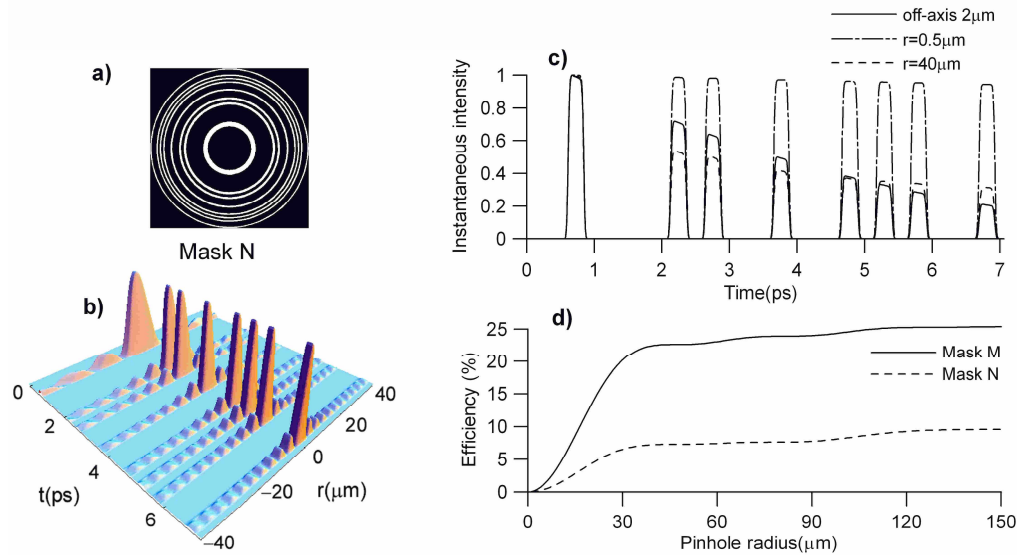 a)
Mask N
b)
0
2
4
6
t(ps)
40
20
0
−20
−40
r(μm)
off-axis 2μm
r=0.5μm
r=40μm
c)
1
0.8
0.6
0.4
0.2
0
Instantaneous intensity
0 1 2 3 4 5 6 7
Time(ps)
d)
25
20
15
10
5
0
Efficiency (%)
Mask M
Mask N
0 30 60 90 120 150
Pinhole radius(μm)